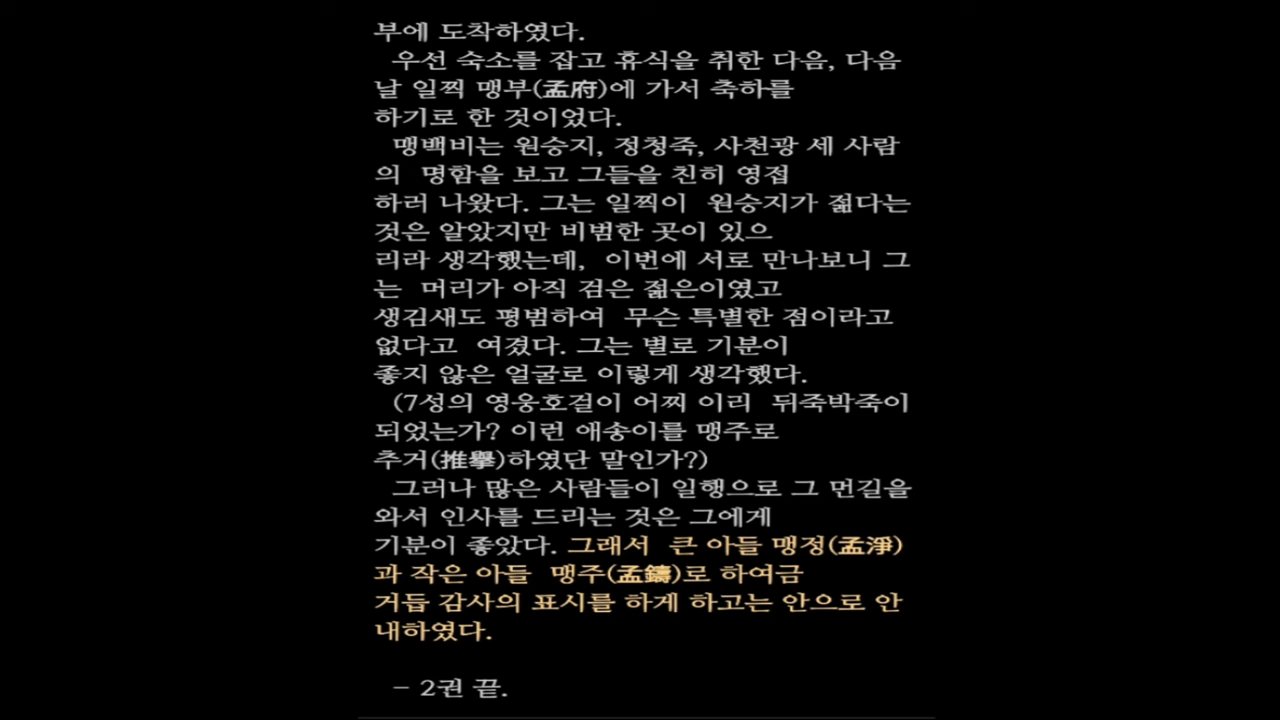 부에 도착하였다.
우선 숙소를 잡고 휴식을 취한 다음, 다음
날 일찍 맹부(孟府)에 가서 축하를
하기로 한 것이었다.
맹백비는 원승지, 정청죽, 사천광 세 사람
의 명함을 보고 그들을 친히 영접
하러 나왔다. 그는 일찍이 원승지가 젊다는
것은 알았지만 비범한 곳이 있으
리라 생각했는데, 이번에 서로 만나보니 그
는 머리가 아직 검은 젊은이였고
생김새도 평범하여 무슨 특별한 점이라고
없다고 여겼다. 그는 별로 기분이
좋지 않은 얼굴로 이렇게 생각했다.
(7성의 영웅호걸이 어찌 이리 뒤죽박죽이
되었는가? 이런 애송이를 맹주로
추거(推擧)하였단 말인가?)
그러나 많은 사람들이 일행으로 그 먼길을
와서 인사를 드리는 것은 그에게
기분이 좋았다. 그래서 큰 아들 맹정(孟淨)
과 작은 아들 맹주(孟鑄)로 하여금
거듭 감사의 표시를 하게 하고는 안으로 안
내하였다.
- 2권 끝.